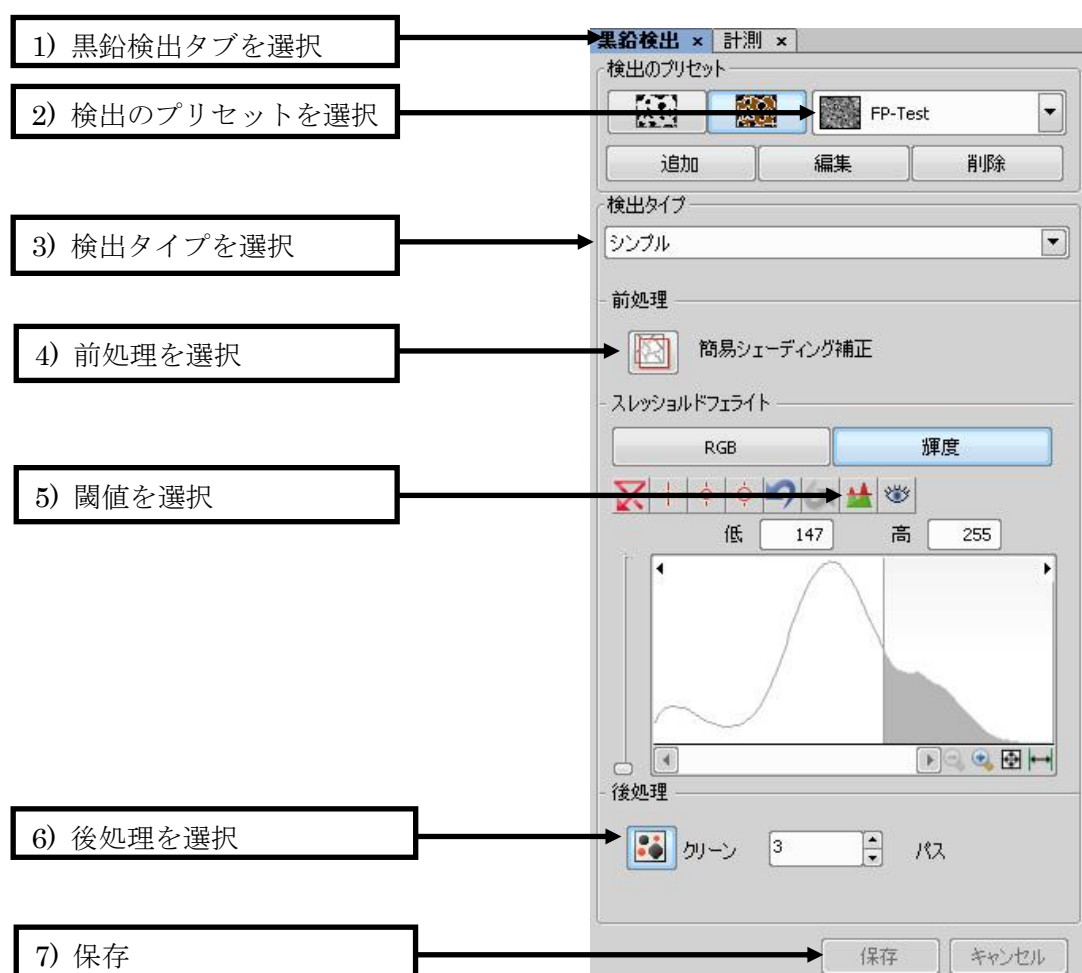 1) 黒鉛検出タブを選択
黒鉛検出 × 計測 ×
検出のプリセット
2) 検出のプリセットを選択
FP-Test
追加 編集 削除
検出タイプ
3) 検出タイプを選択
シンプル
前処理
4) 前処理を選択
簡易シェーディング補正
スレッショルドフェライト
RGB 輝度
5) 閾値を選択
低 147 高 255
後処理
6) 後処理を選択
クリーン 3 パス
7) 保存
保存 キャンセル